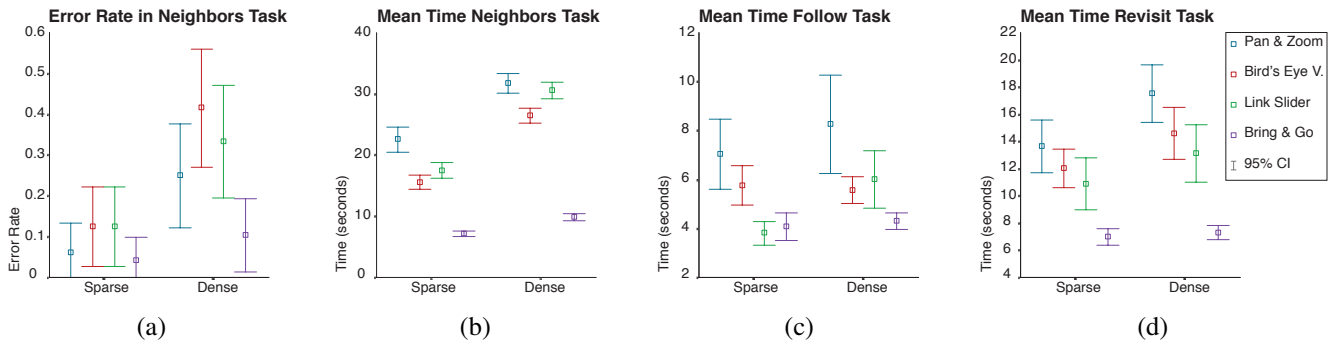 Error Rate in Neighbors Task
0.6
0.5
0.4
0.3
0.2
0.1
0
Error Rate
Sparse
Dense
(a)
Mean Time Neighbors Task
40
30
20
10
0
Time (seconds)
Sparse
Dense
(b)
Mean Time Follow Task
12
10
8
6
4
2
Time (seconds)
Sparse
Dense
(c)
Mean Time Revisit Task
22
20
18
16
14
12
10
8
6
4
Time (seconds)
Sparse
Dense
(d)
Pan & Zoom
Bird's Eye V.
Link Slider
Bring & Go
95% CI